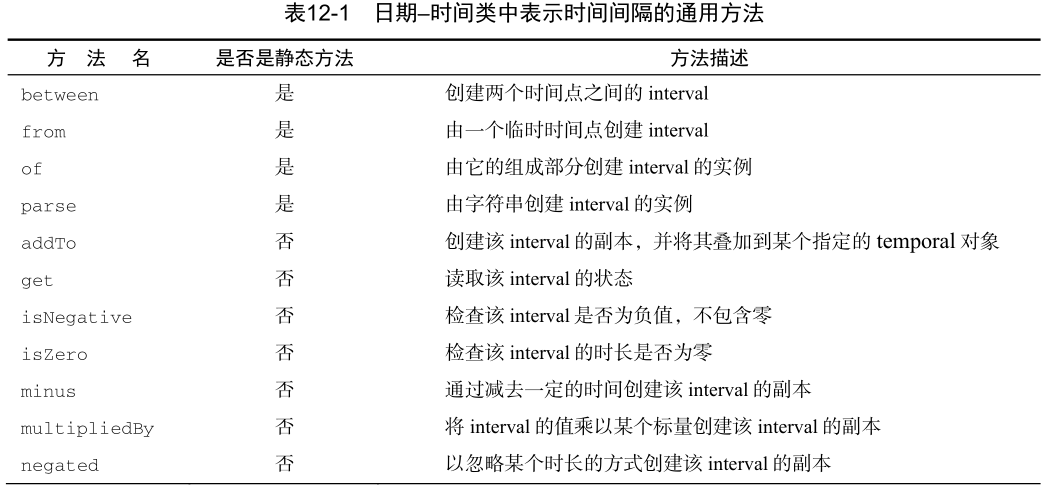 表12-1 日期–时间类中表示时间间隔的通用方法
方 法 名 是否是静态方法 方法描述
between 是 创建两个时间点之间的 interval
from 是 由一个临时时间点创建 interval
of 是 由它的组成部分创建 interval 的实例
parse 是 由字符串创建 interval 的实例
addTo 否 创建该 interval 的副本，并将其叠加到某个指定的 temporal 对象
get 否 读取该 interval 的状态
isNegative 否 检查该 interval 是否为负值，不包含零
isZero 否 检查该 interval 的时长是否为零
minus 否 通过减去一定的时间创建该 interval 的副本
multipliedBy 否 将 interval 的值乘以某个标量创建该 interval 的副本
negated 否 以忽略某个时长的方式创建该 interval 的副本